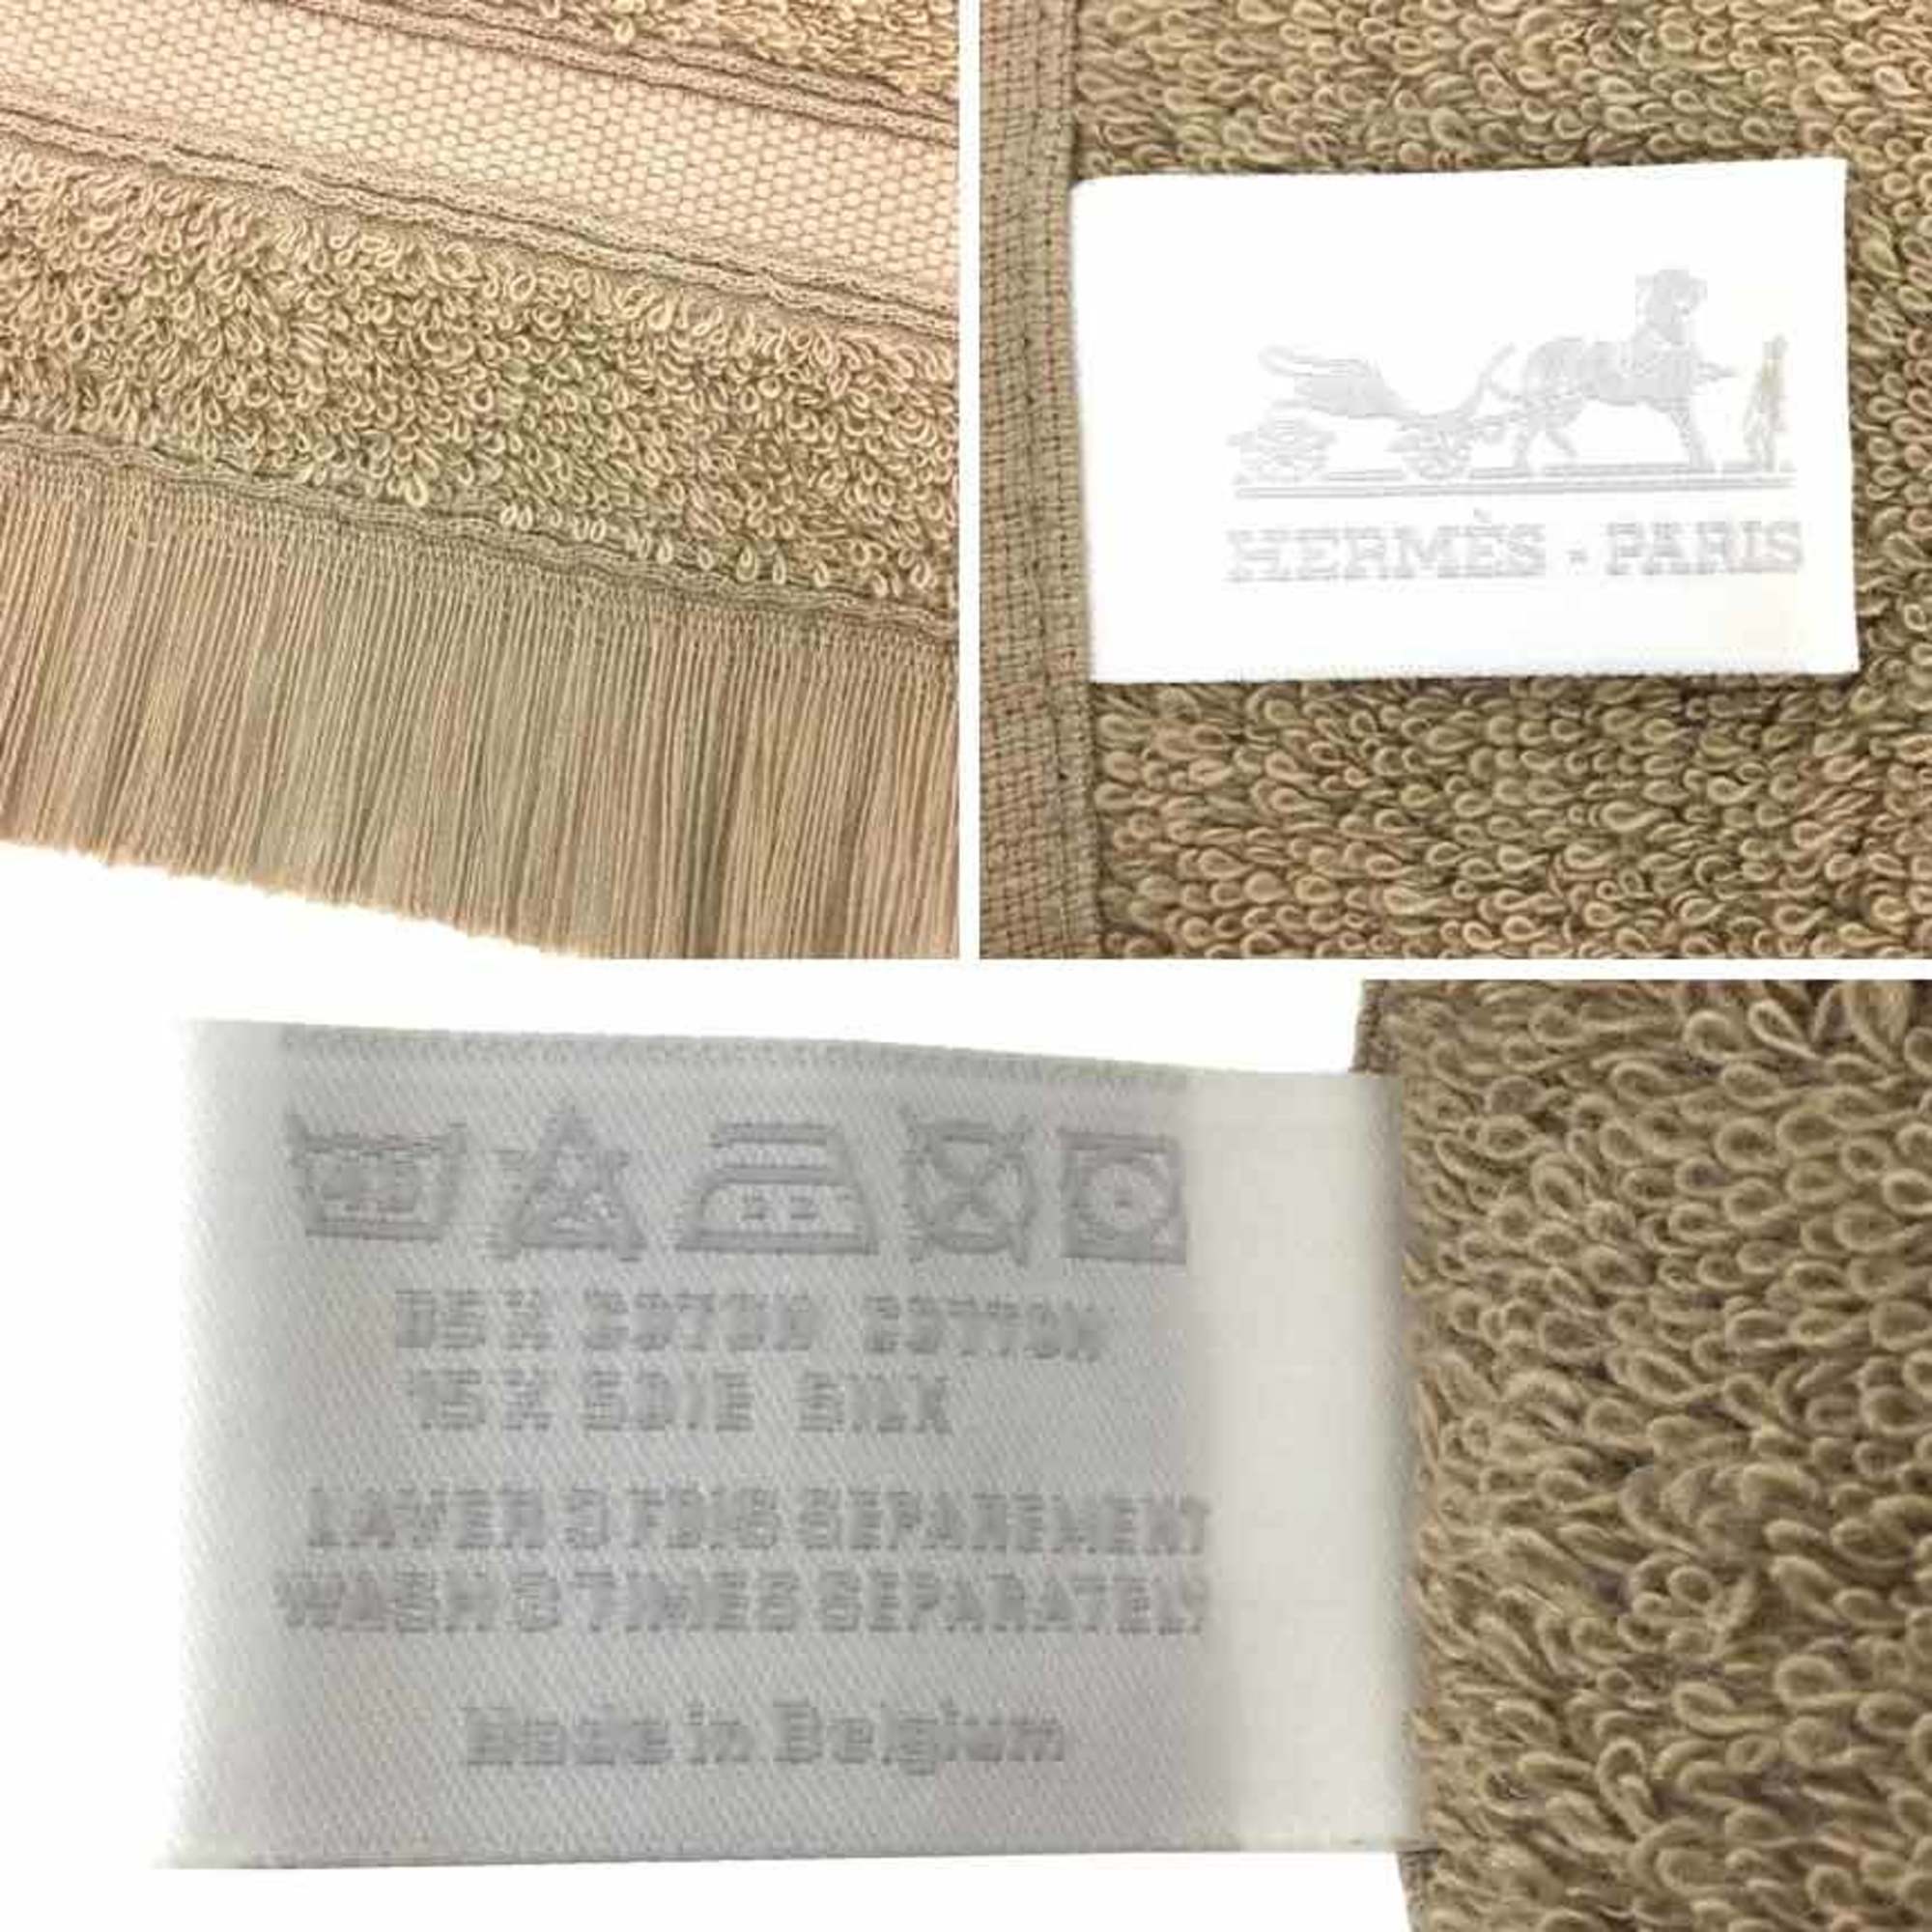 HERMÈS - PARIS
85% COTON COTTON
15% SOIE SILK
LAVER 3 FOIS SEPAREMENT
WASH 3 TIMES SEPARATELY
Made in Belgium